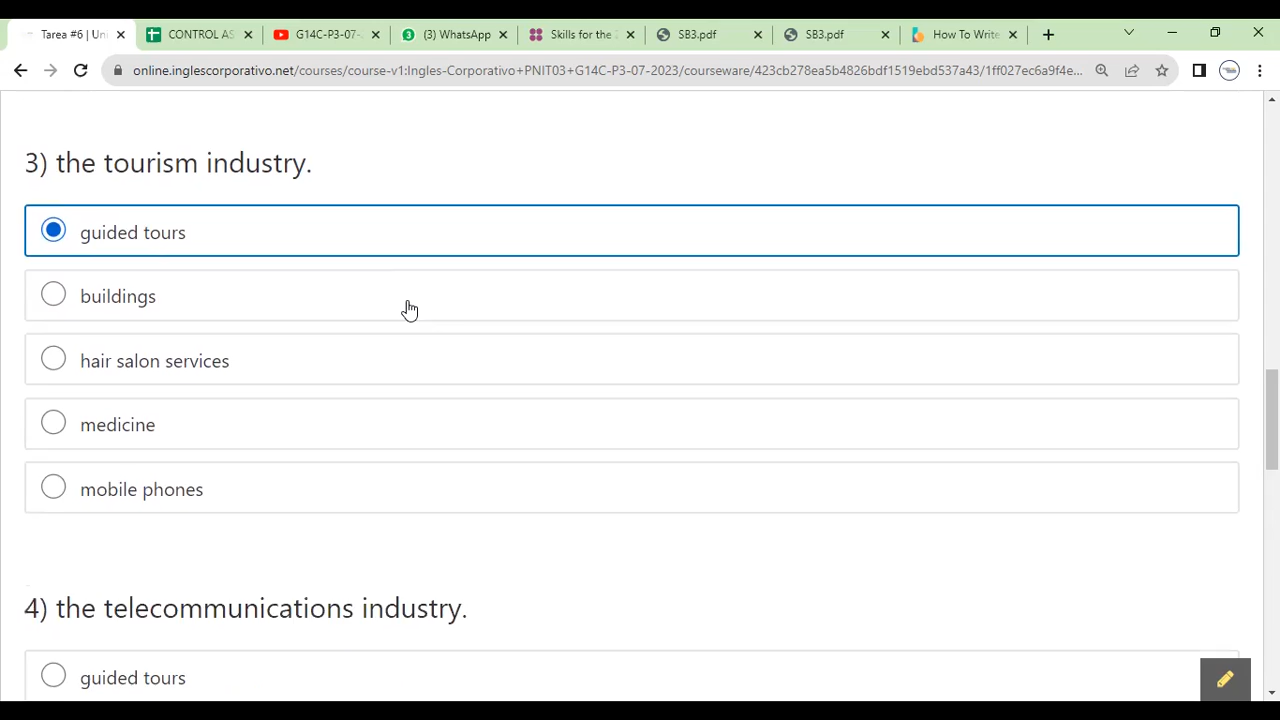 Tarea #6 | Uni
CONTROL AS
G14C-P3-07-
(3) WhatsApp
Skills for the
SB3.pdf
SB3.pdf
How To Write
online.inglescorporativo.net/courses/course-v1:Ingles-Corporativo+PNIT03+G14C-P3-07-2023/courseware/423cb278ea5b4826bdf1519ebd537a43/1ff027ec6a9f4e...
3) the tourism industry.
guided tours
buildings
hair salon services
medicine
mobile phones
4) the telecommunications industry.
guided tours